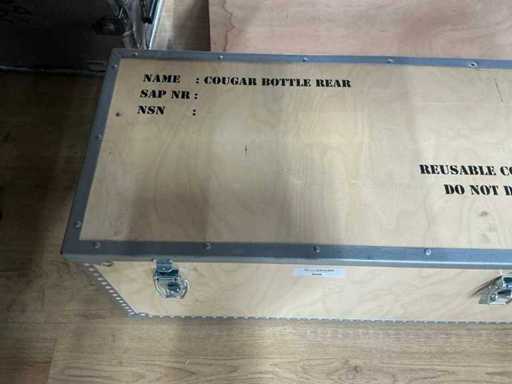 NAME : COUGAR BOTTLE REAR
SAP NR :
NSN :
REUSABLE CO
DO NOT D